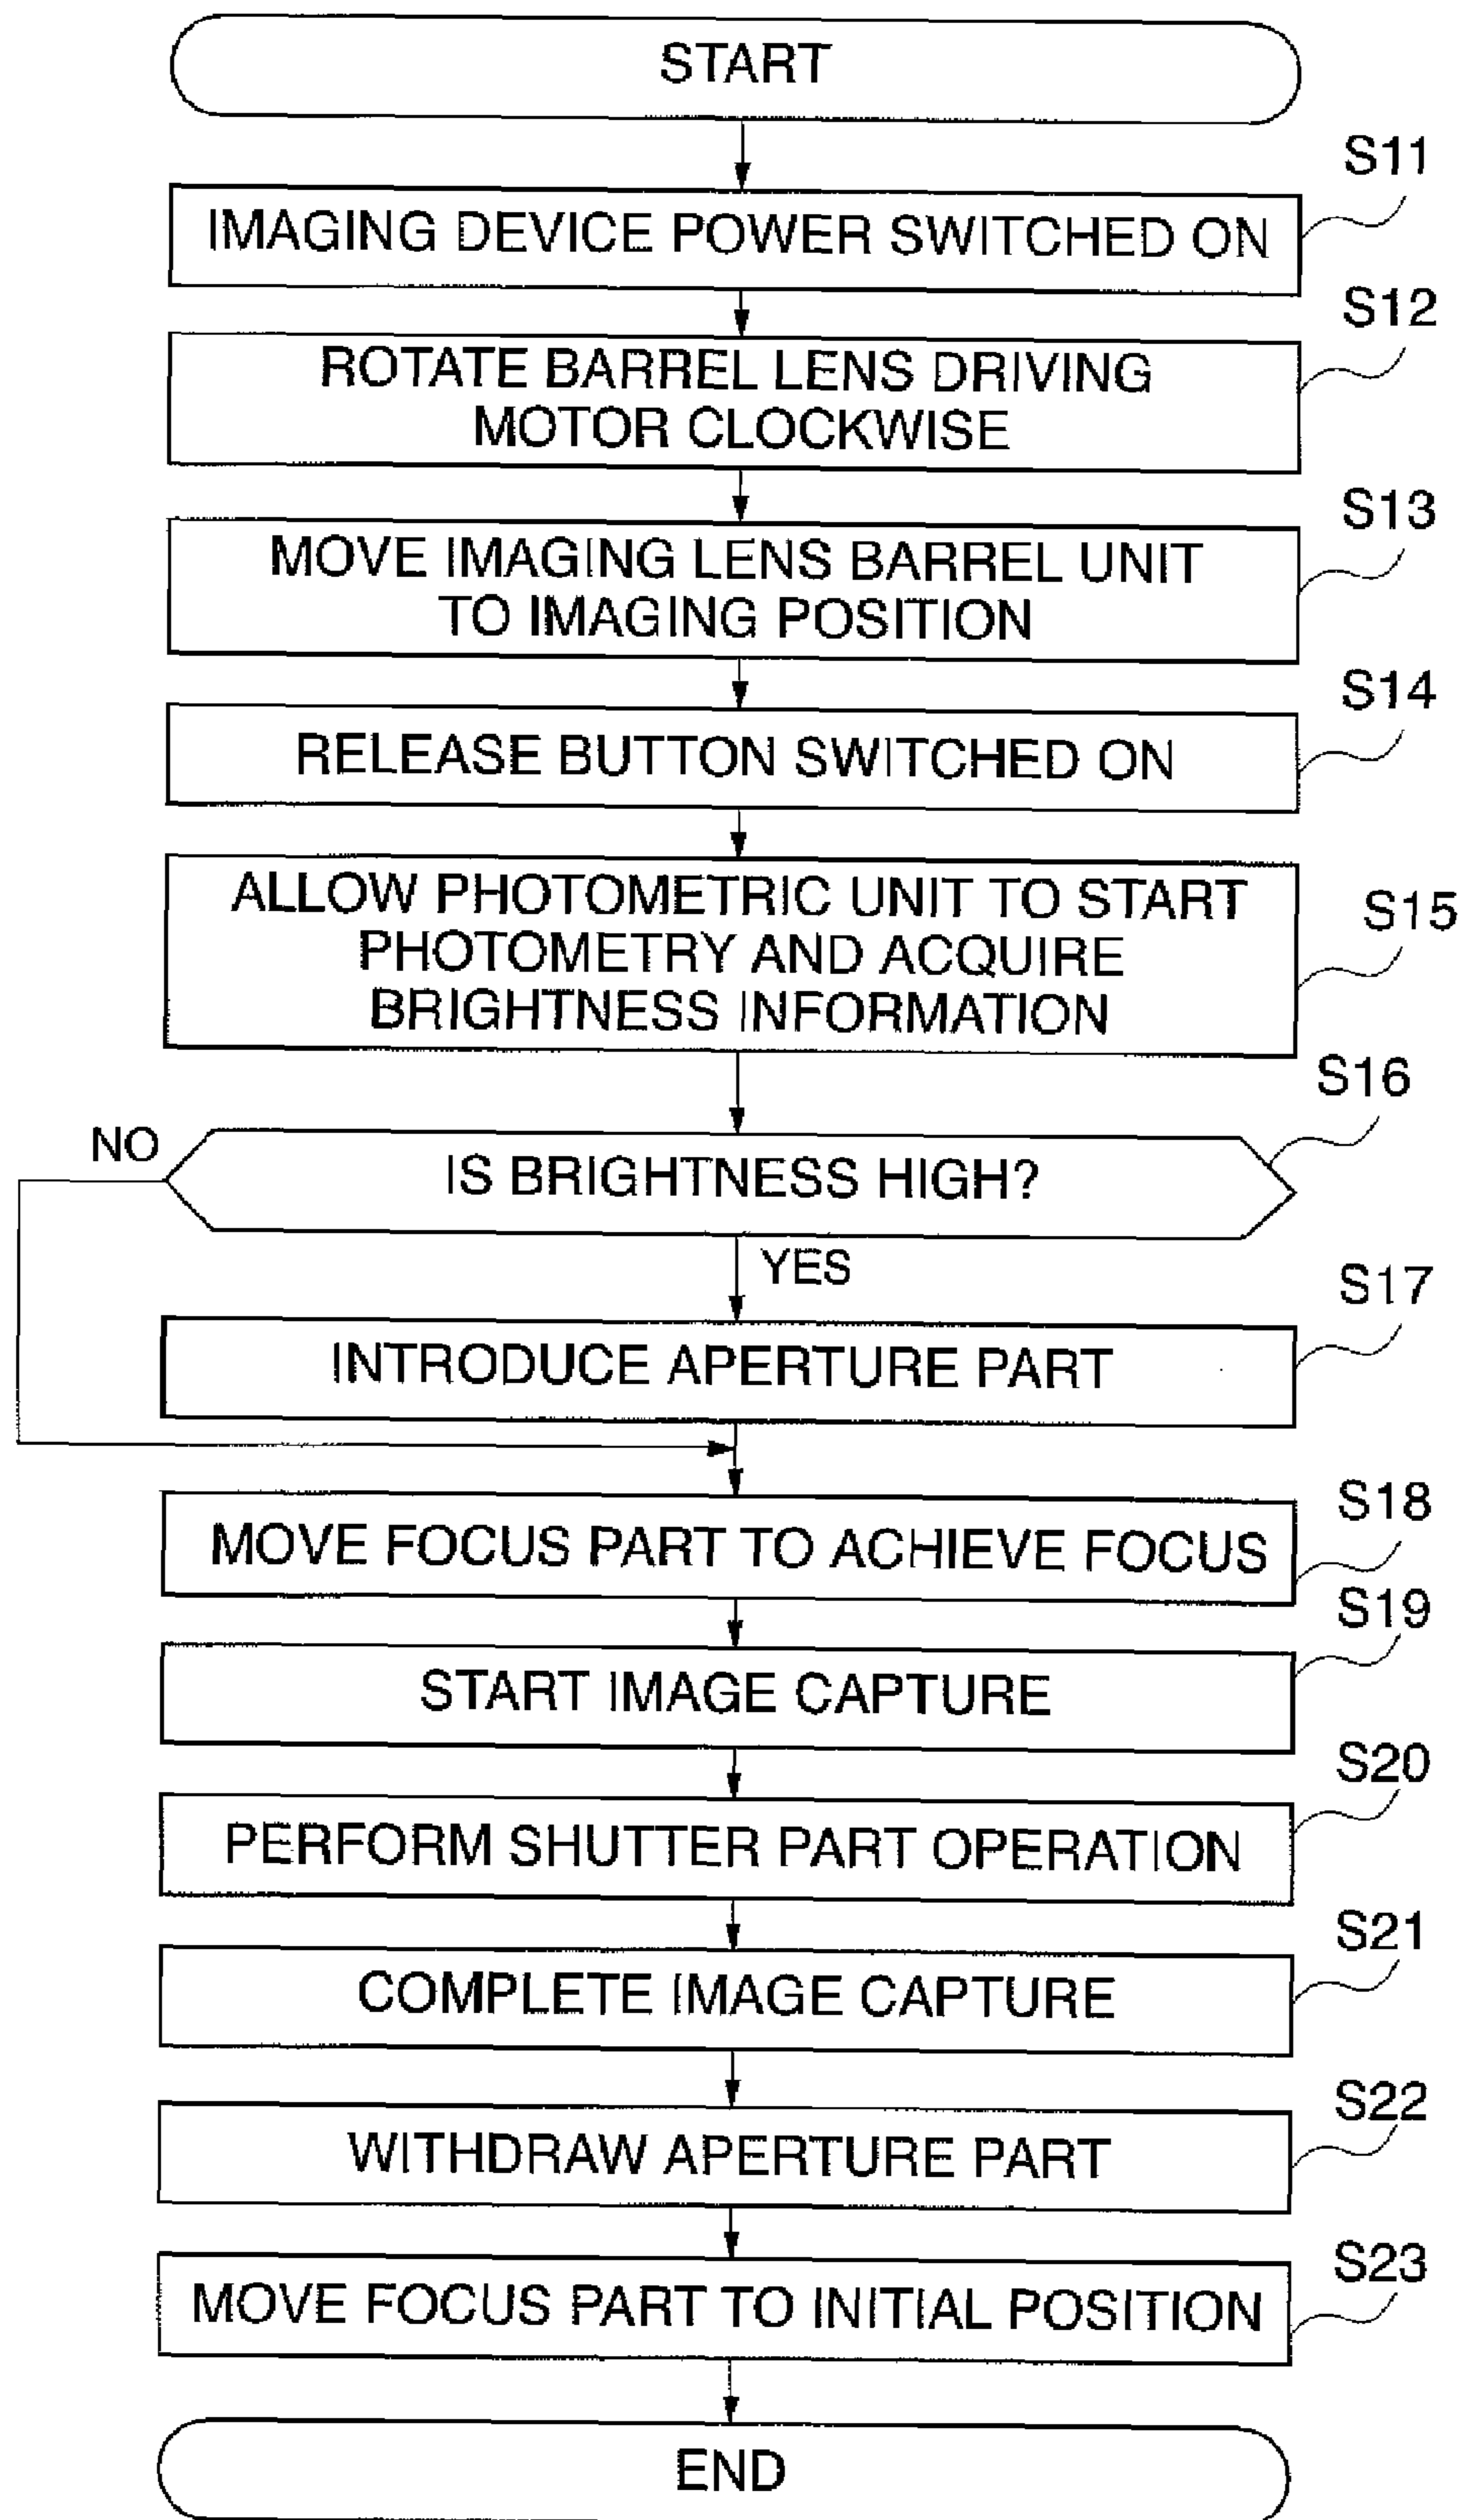 START
S11
IMAGING DEVICE POWER SWITCHED ON
S12
ROTATE BARREL LENS DRIVING
MOTOR CLOCKWISE
S13
MOVE IMAGING LENS BARREL UNIT
TO IMAGING POSITION
S14
RELEASE BUTTON SWITCHED ON
S15
ALLOW PHOTOMETRIC UNIT TO START
PHOTOMETRY AND ACQUIRE
BRIGHTNESS INFORMATION
S16
NO
IS BRIGHTNESS HIGH?
YES
S17
INTRODUCE APERTURE PART
S18
MOVE FOCUS PART TO ACHIEVE FOCUS
S19
START IMAGE CAPTURE
S20
PERFORM SHUTTER PART OPERATION
S21
COMPLETE IMAGE CAPTURE
S22
WITHDRAW APERTURE PART
S23
MOVE FOCUS PART TO INITIAL POSITION
END